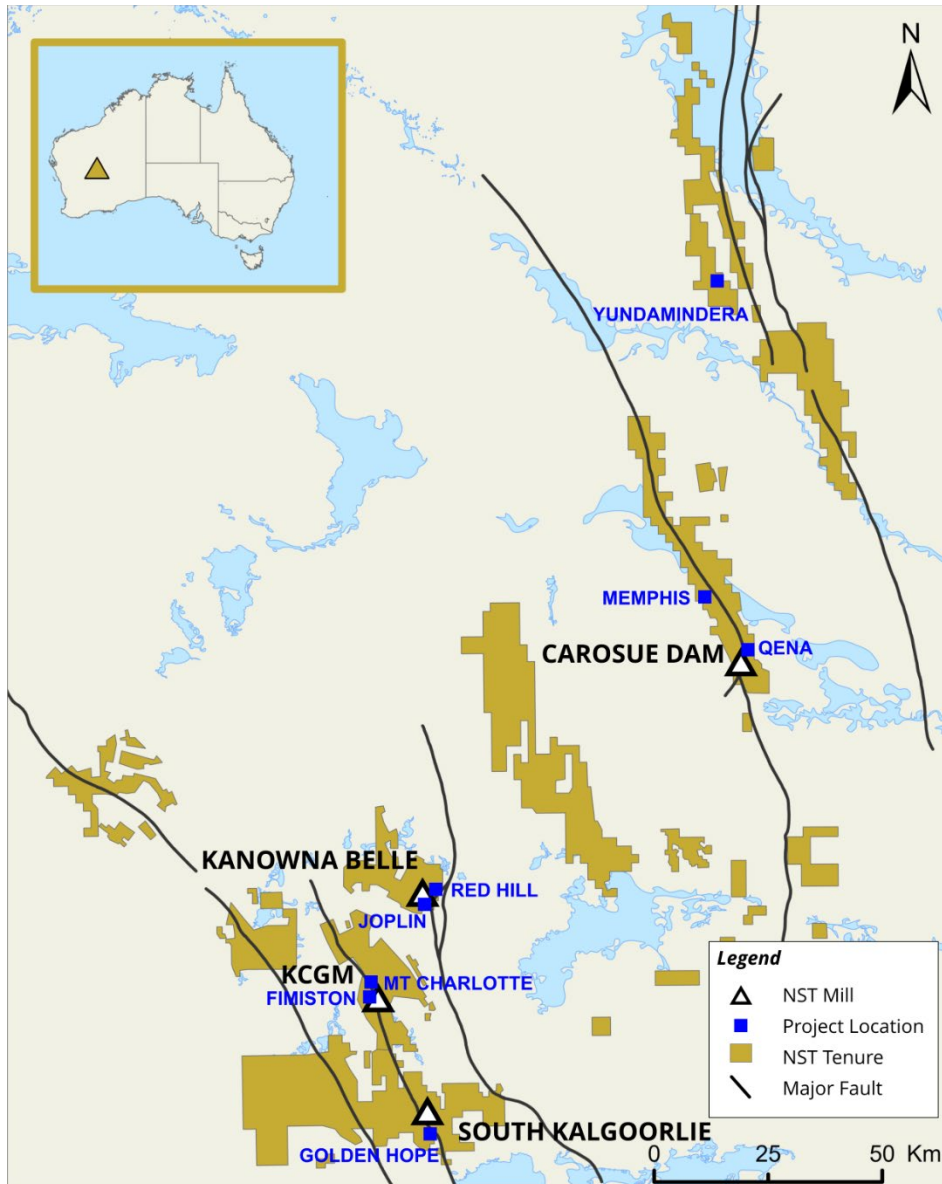 N
YUNDAMINDERA
MEMPHIS
CAROSUE DAM
QENA
KANOWNA BELLE
RED HILL
JOPLIN
KCGM
MT CHARLOTTE
FIMISTON
SOUTH KALGOORLIE
GOLDEN HOPE
Legend
NST Mill
Project Location
NST Tenure
Major Fault
0 25 50 Km